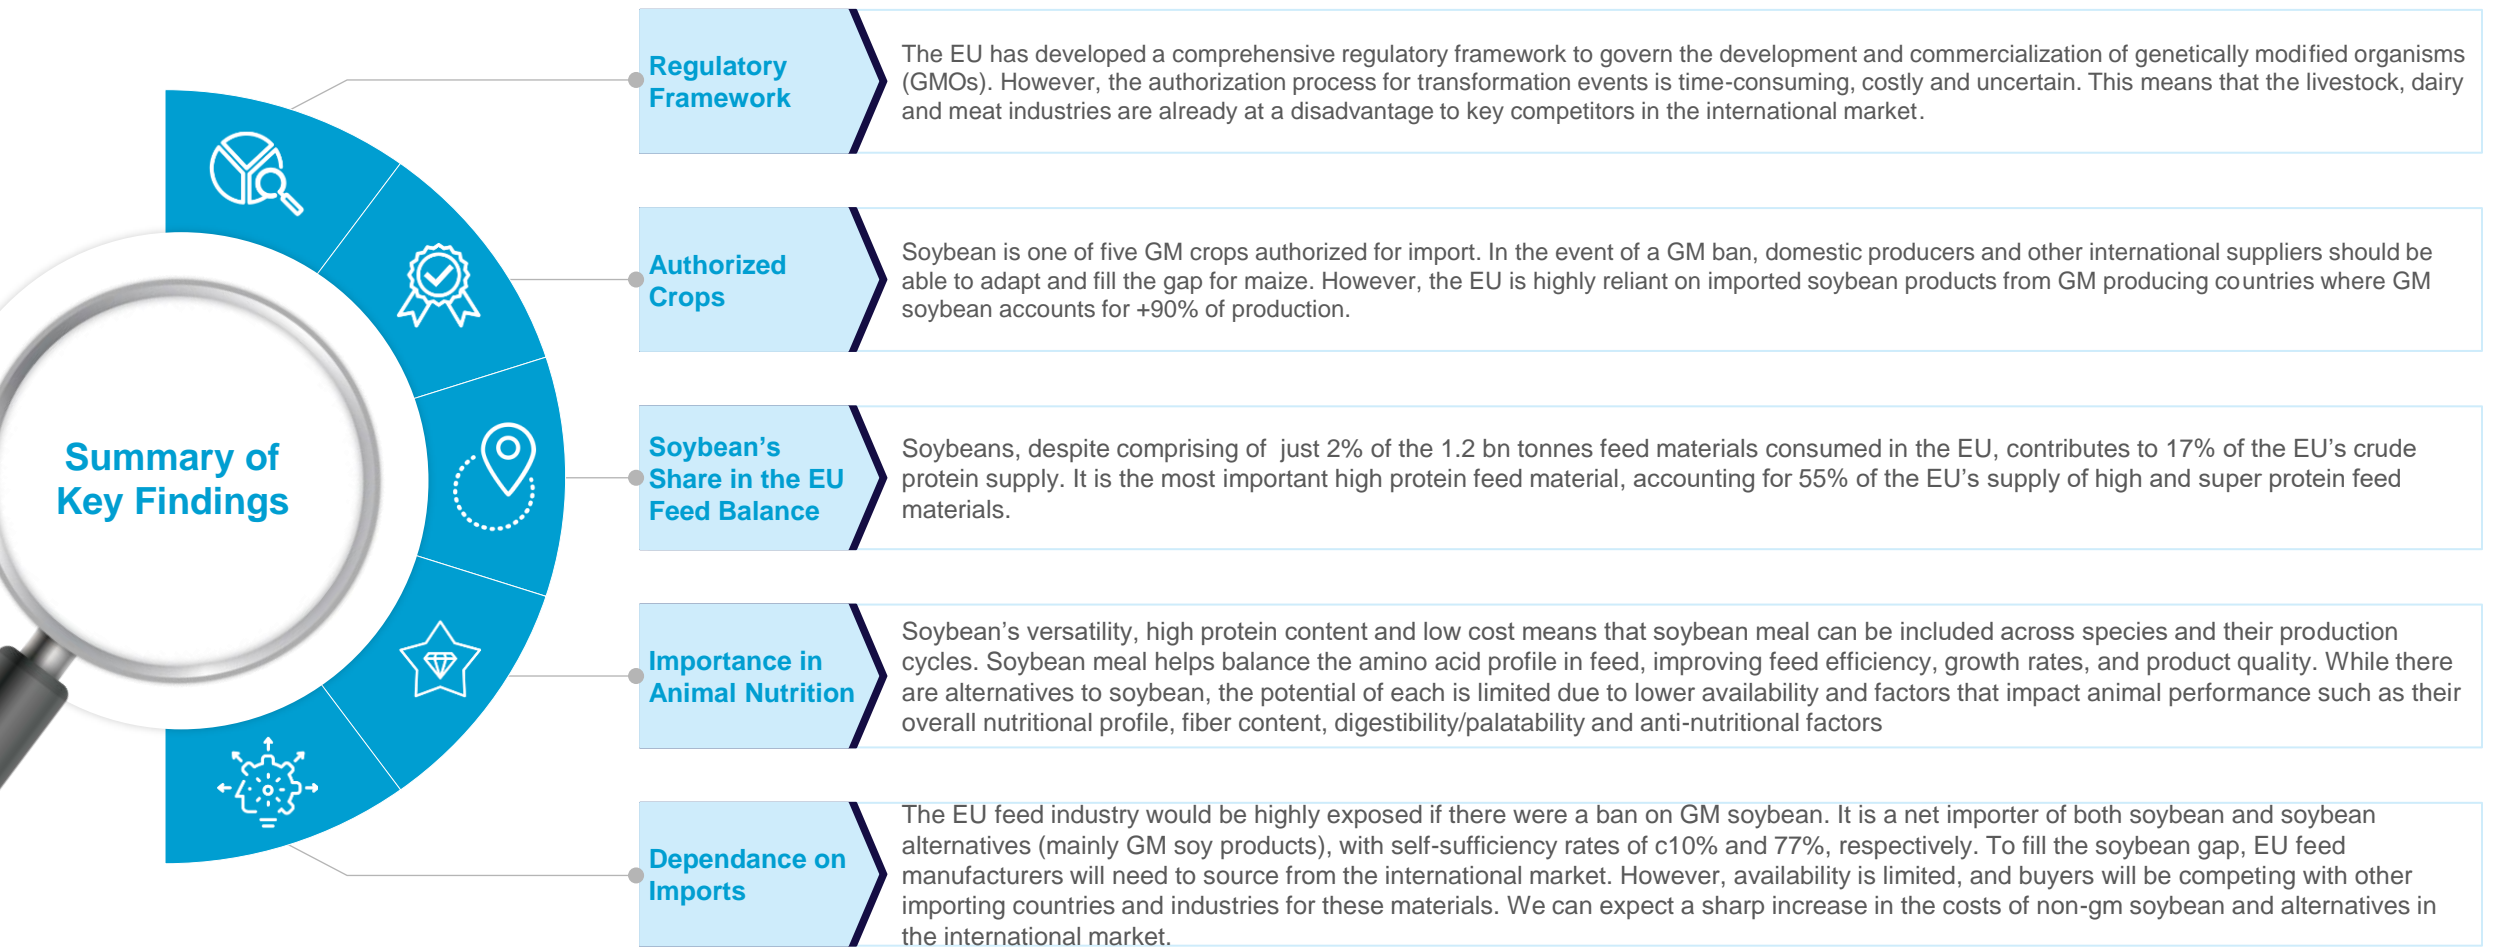 Summary of
Key Findings
Regulatory
Framework
The EU has developed a comprehensive regulatory framework to govern the development and commercialization of genetically modified organisms
(GMOs). However, the authorization process for transformation events is time-consuming, costly and uncertain. This means that the livestock, dairy
and meat industries are already at a disadvantage to key competitors in the international market.
Authorized
Crops
Soybean is one of five GM crops authorized for import. In the event of a GM ban, domestic producers and other international suppliers should be
able to adapt and fill the gap for maize. However, the EU is highly reliant on imported soybean products from GM producing countries where GM
soybean accounts for +90% of production.
Soybean’s
Share in the EU
Feed Balance
Soybeans, despite comprising of just 2% of the 1.2 bn tonnes feed materials consumed in the EU, contributes to 17% of the EU’s crude
protein supply. It is the most important high protein feed material, accounting for 55% of the EU’s supply of high and super protein feed
materials.
Importance in
Animal Nutrition
Soybean’s versatility, high protein content and low cost means that soybean meal can be included across species and their production
cycles. Soybean meal helps balance the amino acid profile in feed, improving feed efficiency, growth rates, and product quality. While there
are alternatives to soybean, the potential of each is limited due to lower availability and factors that impact animal performance such as their
overall nutritional profile, fiber content, digestibility/palatability and anti-nutritional factors
Dependance on
Imports
The EU feed industry would be highly exposed if there were a ban on GM soybean. It is a net importer of both soybean and soybean
alternatives (mainly GM soy products), with self-sufficiency rates of c10% and 77%, respectively. To fill the soybean gap, EU feed
manufacturers will need to source from the international market. However, availability is limited, and buyers will be competing with other
importing countries and industries for these materials. We can expect a sharp increase in the costs of non-gm soybean and alternatives in
the international market.